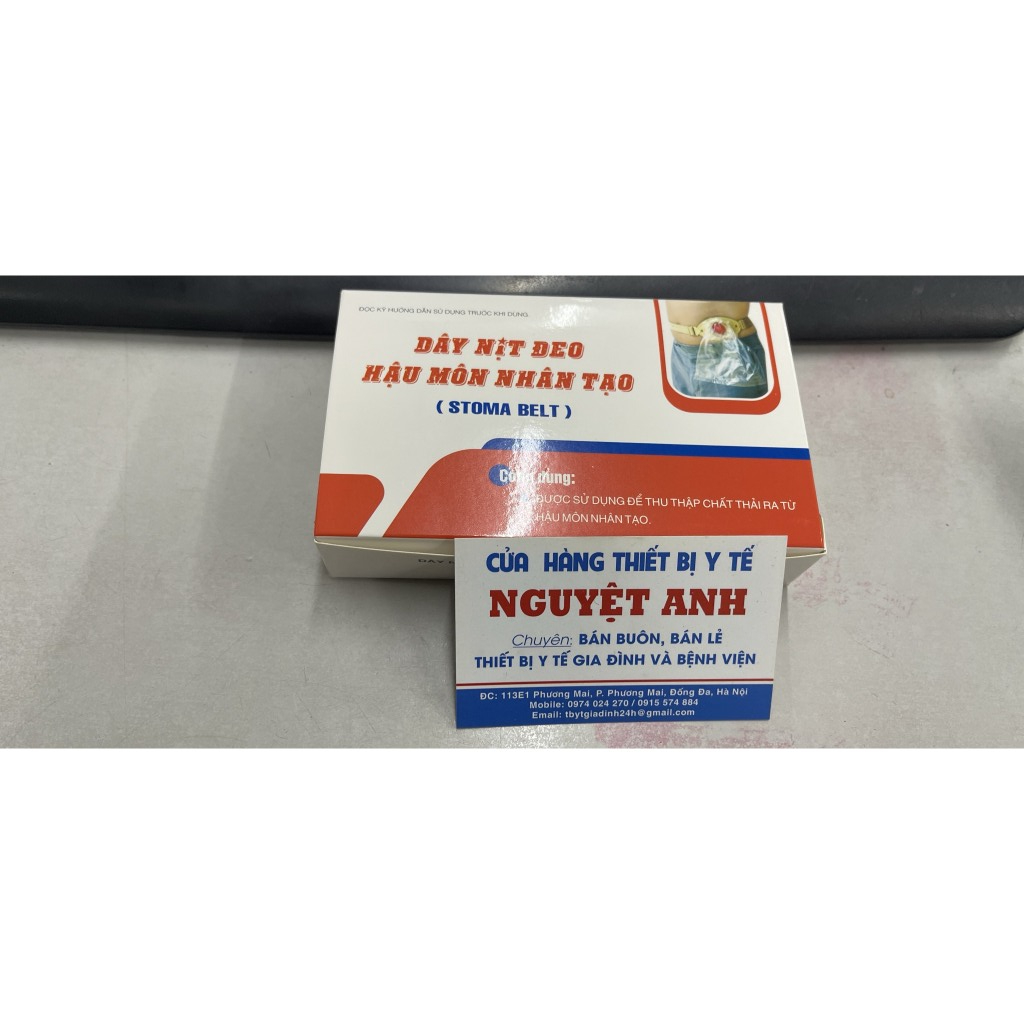 ĐỌC KỸ HƯỚNG DẪN SỬ DỤNG TRƯỚC KHI DÙNG.
DÂY NỊT ĐEO
HẬU MÔN NHÂN TẠO
( STOMA BELT )
Công dụng:
ĐƯỢC SỬ DỤNG ĐỂ THU THẬP CHẤT THẢI RA TỪ
HẬU MÔN NHÂN TẠO.
CỬA HÀNG THIẾT BỊ Y TẾ
NGUYỆT ANH
Chuyên: BÁN BUÔN, BÁN LẺ
THIẾT BỊ Y TẾ GIA ĐÌNH VÀ BỆNH VIỆN
ĐC: 113E1 Phương Mai, P. Phương Mai, Đống Đa, Hà Nội
Mobile: 0974 024 270 / 0915 574 884
Email: tbytgiadinh24h@gmail.com